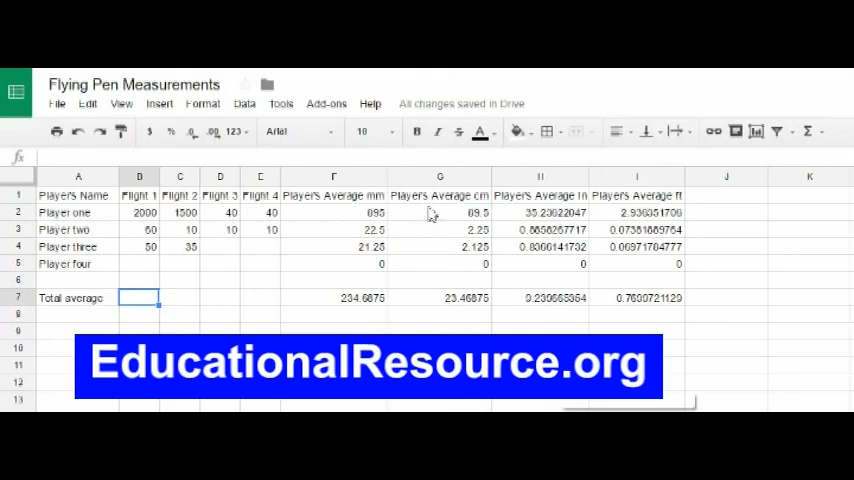 Flying Pen Measurements
File Edit View Insert Format Data Tools Add-ons Help All changes saved in Drive
$ % .0 .00 123 Arial 10 B I S A
fx
A B C D E F G H I J K
1 Player's Name Flight 1 Flight 2 Flight 3 Flight 4 Player's Average mm Player's Average cm Player's Average In Player's Average ft
2 Player one 2000 1500 40 40 895 89.5 35.23622047 2.936351706
3 Player two 60 10 10 10 22.5 2.25 0.8858267717 0.07381889764
4 Player three 50 35 21.25 2.125 0.8366141732 0.06971784777
5 Player four 0 0 0 0
6
7 Total average 234.6875 23.46875 9.239665354 0.7699721129
8
9
10
11
12
13
EducationalResource.org